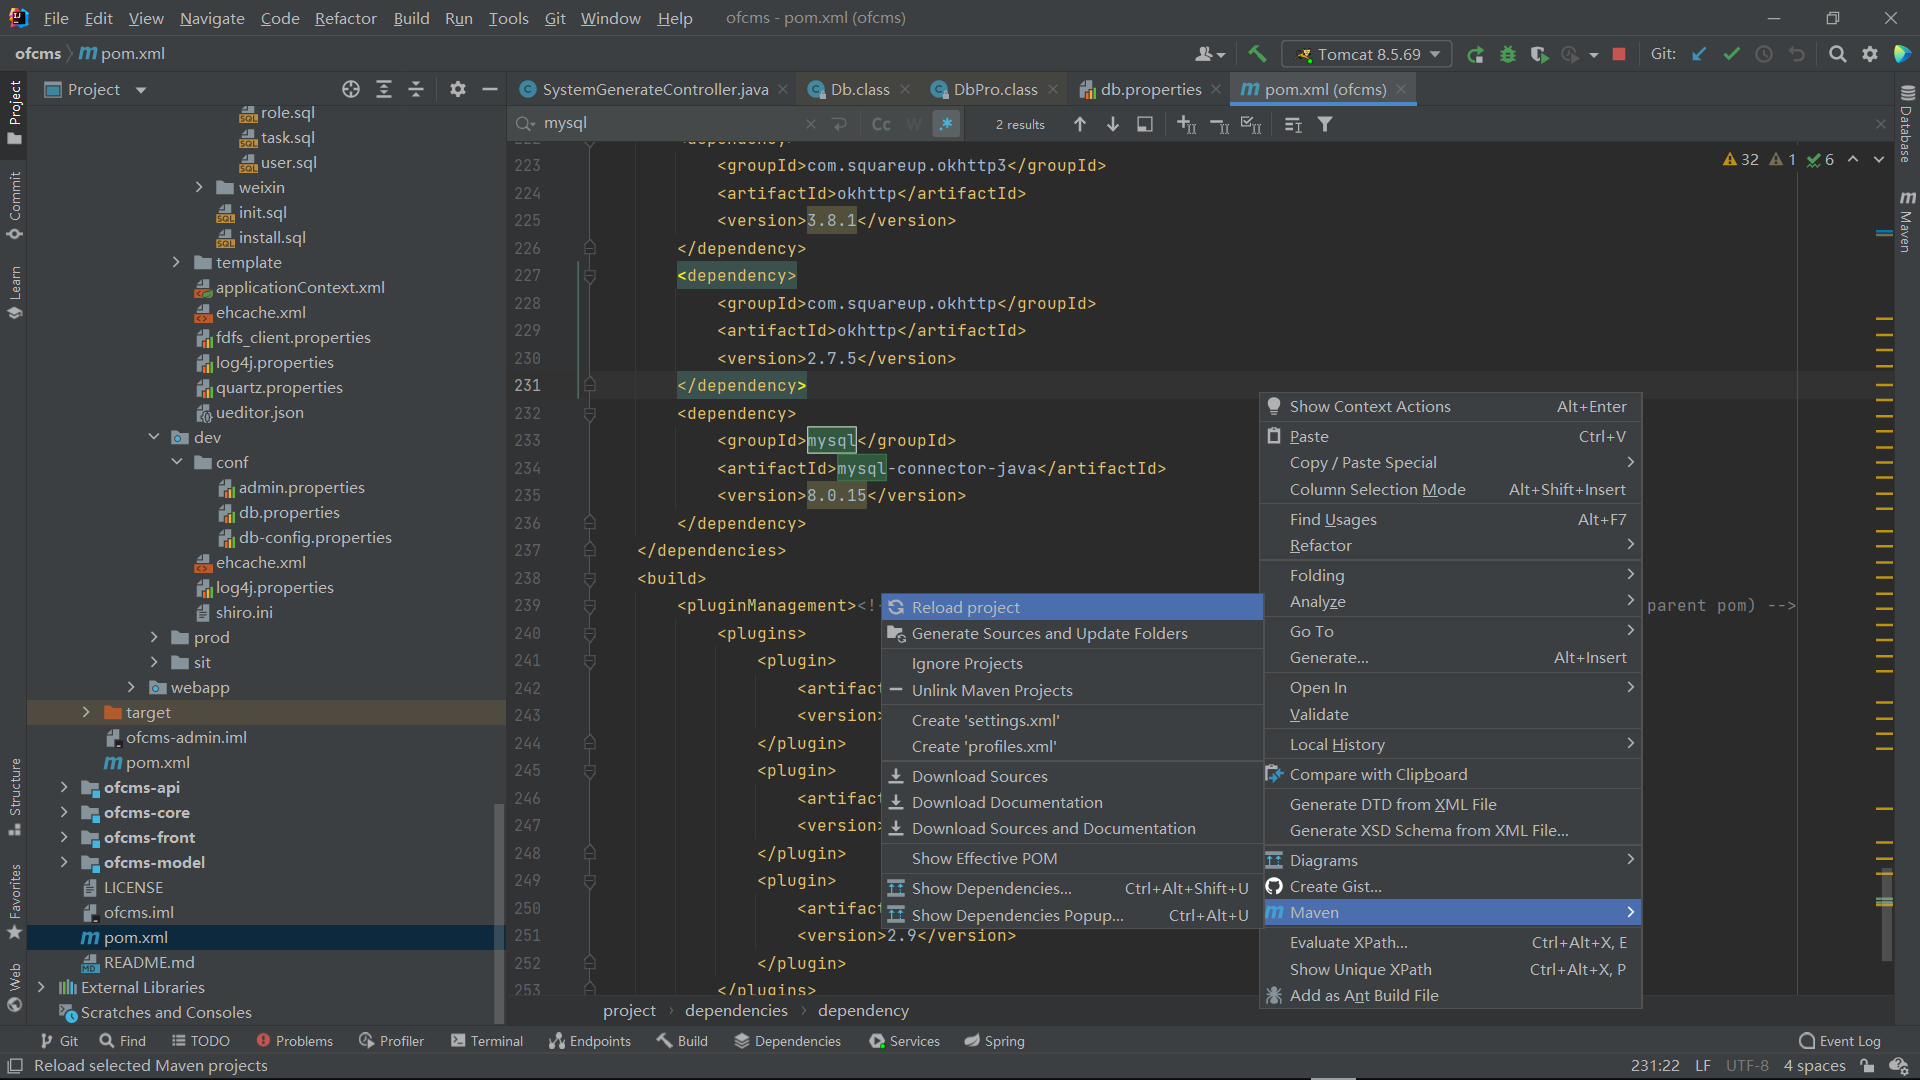 File Edit View Navigate Code Refactor Build Run Tools Git Window Help ofcms - pom.xml (ofcms)
ofcms pom.xml
Tomcat 8.5.69 Git:
Project
SystemGenerateController.java Db.class DbPro.class db.properties pom.xml (ofcms)
mysql Cc W .* 2 results
32 1 6
Project
Commit
Learn
Structure
Favorites
Web
Database
Maven
role.sql
task.sql
user.sql
weixin
init.sql
install.sql
template
applicationContext.xml
ehcache.xml
fdfs_client.properties
log4j.properties
quartz.properties
ueditor.json
dev
conf
admin.properties
db.properties
db-config.properties
ehcache.xml
log4j.properties
shiro.ini
prod
sit
webapp
target
ofcms-admin.iml
pom.xml
ofcms-api
ofcms-core
ofcms-front
ofcms-model
LICENSE
ofcms.iml
pom.xml
README.md
External Libraries
Scratches and Consoles
222 <dependency>
223 <groupId>com.squareup.okhttp3</groupId>
224 <artifactId>okhttp</artifactId>
225 <version>3.8.1</version>
226 </dependency>
227 <dependency>
228 <groupId>com.squareup.okhttp</groupId>
229 <artifactId>okhttp</artifactId>
230 <version>2.7.5</version>
231 </dependency>
232 <dependency>
233 <groupId>mysql</groupId>
234 <artifactId>mysql-connector-java</artifactId>
235 <version>8.0.15</version>
236 </dependency>
237 </dependencies>
238 <build>
239 <pluginManagement><!- parent pom) -->
240 <plugins>
241 <plugin>
242 <artifact
243 <version>
244 </plugin>
245 <plugin>
246 <artifact
247 <version>
248 </plugin>
249 <plugin>
250 <artifact
251 <version>2.9</version>
252 </plugin>
253 </plugins>
Reload project
Generate Sources and Update Folders
Ignore Projects
Unlink Maven Projects
Create 'settings.xml'
Create 'profiles.xml'
Download Sources
Download Documentation
Download Sources and Documentation
Show Effective POM
Show Dependencies... Ctrl+Alt+Shift+U
Show Dependencies Popup... Ctrl+Alt+U
Show Context Actions Alt+Enter
Paste Ctrl+V
Copy / Paste Special
Column Selection Mode Alt+Shift+Insert
Find Usages Alt+F7
Refactor
Folding
Analyze
Go To
Generate... Alt+Insert
Open In
Validate
Local History
Compare with Clipboard
Generate DTD from XML File
Generate XSD Schema from XML File...
Diagrams
Create Gist...
Maven
Evaluate XPath... Ctrl+Alt+X, E
Show Unique XPath Ctrl+Alt+X, P
Add as Ant Build File
project dependencies dependency
Git Find TODO Problems Profiler Terminal Endpoints Build Dependencies Services Spring Event Log
Reload selected Maven projects 231:22 LF UTF-8 4 spaces